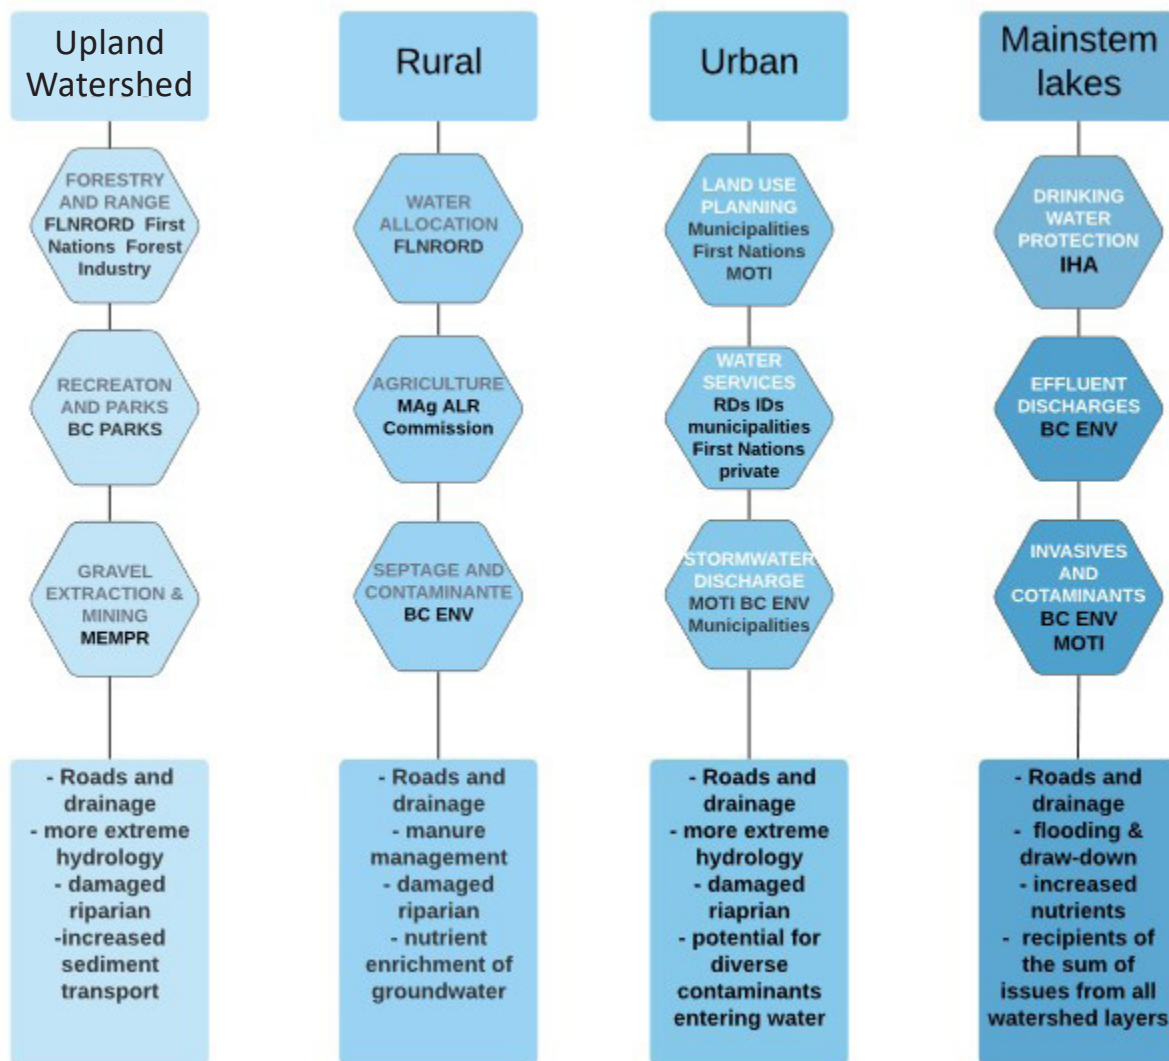 Upland
Watershed
FORESTRY
AND RANGE
FLNRORD First
Nations Forest
Industry
RECREATON
AND PARKS
BC PARKS
GRAVEL
EXTRACTION &
MINING
MEMPR
- Roads and
drainage
- more extreme
hydrology
- damaged
riparian
-increased
sediment
transport
Rural
WATER
ALLOCATION
FLNRORD
AGRICULTURE
MAg ALR
Commission
SEPTAGE AND
CONTAMINANTE
BC ENV
- Roads and
drainage
- manure
management
- damaged
riparian
- nutrient
enrichment of
groundwater
Urban
LAND USE
PLANNING
Municipalities
First Nations
MOTI
WATER
SERVICES
RDs IDs
municipalities
First Nations
private
STORMWATER
DISCHARGE
MOTI BC ENV
Municipalities
- Roads and
drainage
- more extreme
hydrology
- damaged
riaprian
- potential for
diverse
contaminants
entering water
Mainstem
lakes
DRINKING
WATER
PROTECTION
IHA
EFFLUENT
DISCHARGES
BC ENV
INVASIVES
AND
COTAMINANTS
BC ENV
MOTI
- Roads and
drainage
- flooding &
draw-down
- increased
nutrients
- recipients of
the sum of
issues from all
watershed layers